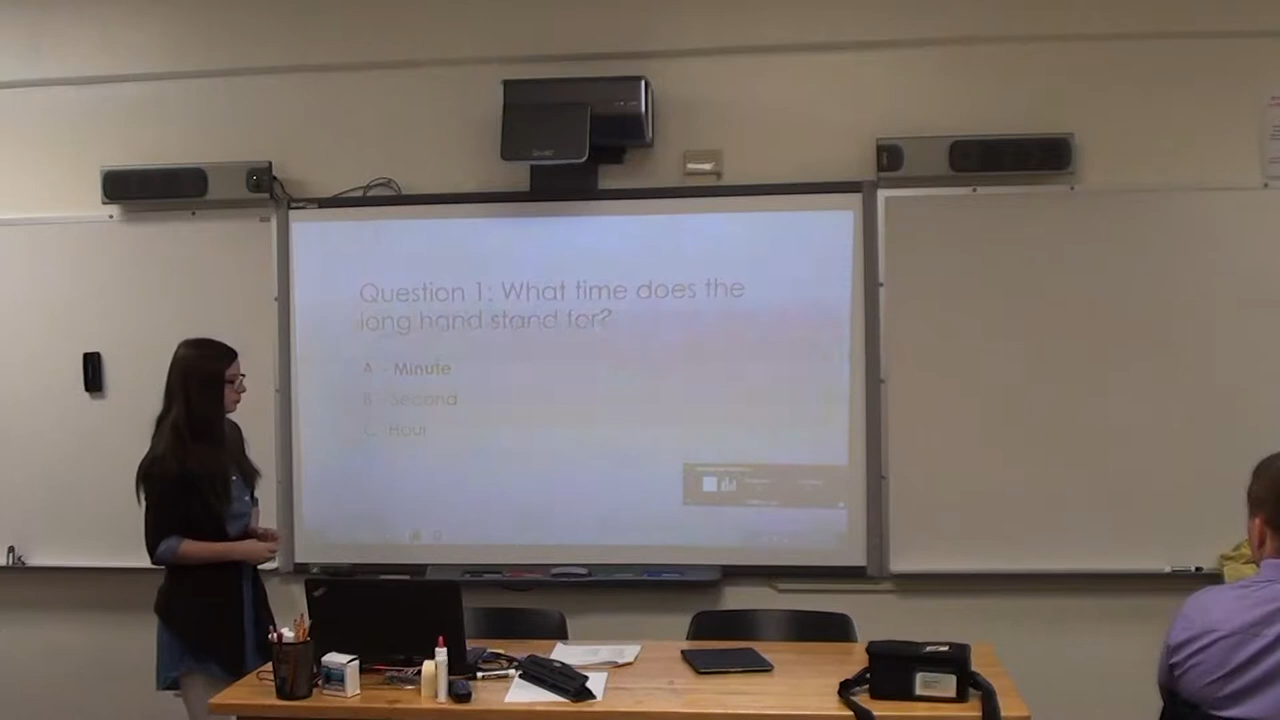 Question 1: What time does the
long hand stand for?
A - Minute
B - Second
C - Hour